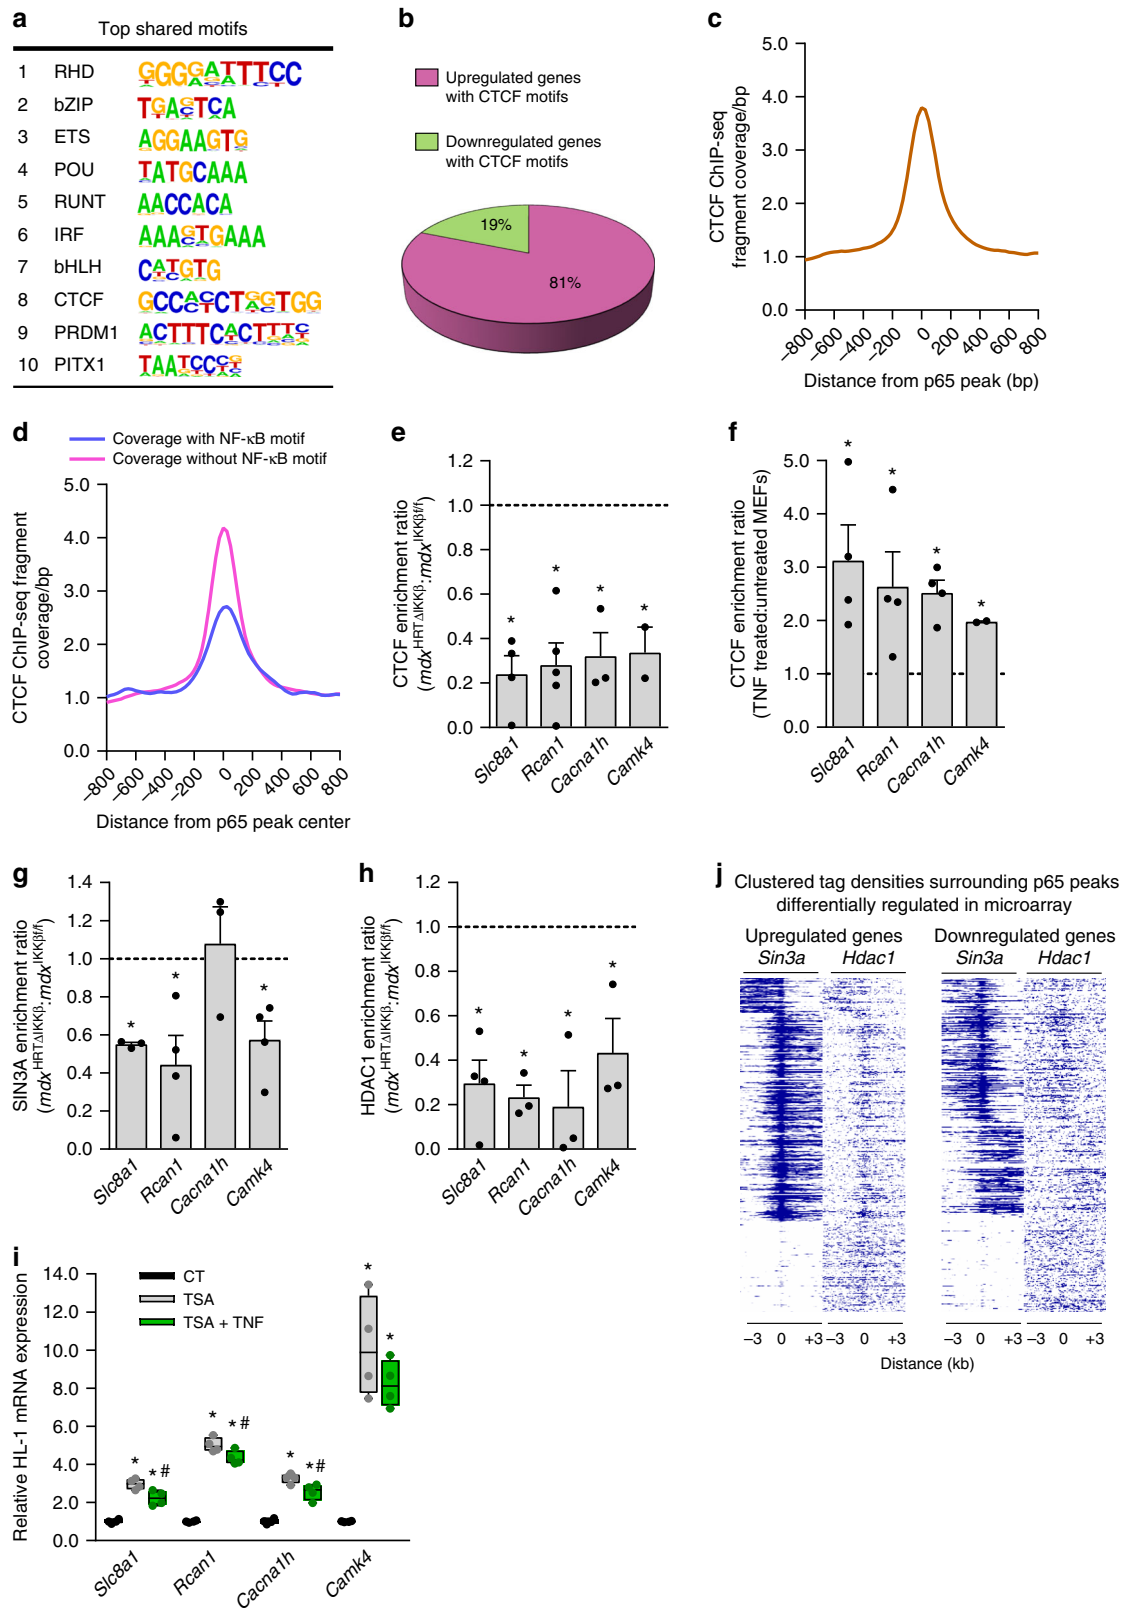 a
Top shared motifs
1 RHD
2 bZIP
3 ETS
4 POU
5 RUNT
6 IRF
7 bHLH
8 CTCF
9 PRDM1
10 PITX1
b
Upregulated genes
with CTCF motifs
Downregulated genes
with CTCF motifs
19%
81%
c
CTCF ChIP-seq
fragment coverage/bp
5.0
4.0
3.0
2.0
1.0
0.0
–800 –600 –400 –200 0 200 400 600 800
Distance from p65 peak (bp)
d
Coverage with NF-κB motif
Coverage without NF-κB motif
CTCF ChIP-seq fragment
coverage/bp
5.0
4.0
3.0
2.0
1.0
0.0
–800 –600 –400 –200 0 200 400 600 800
Distance from p65 peak center
e
CTCF enrichment ratio
(mdxHRTΔIKKβ:mdxIKKβf/f)
1.2
1.0
0.8
0.6
0.4
0.2
0.0
* * * *
Slc8a1 Rcan1 Cacna1h Camk4
f
CTCF enrichment ratio
(TNF treated:untreated MEFs)
5.0
4.0
3.0
2.0
1.0
0.0
* * * *
Slc8a1 Rcan1 Cacna1h Camk4
g
SIN3A enrichment ratio
(mdxHRTΔIKKβ:mdxIKKβf/f)
1.4
1.2
1.0
0.8
0.6
0.4
0.2
0.0
* * *
Slc8a1 Rcan1 Cacna1h Camk4
h
HDAC1 enrichment ratio
(mdxHRTΔIKKβ:mdxIKKβf/f)
1.2
1.0
0.8
0.6
0.4
0.2
0.0
* * * *
Slc8a1 Rcan1 Cacna1h Camk4
j
Clustered tag densities surrounding p65 peaks
differentially regulated in microarray
Upregulated genes Downregulated genes
Sin3a Hdac1 Sin3a Hdac1
–3 0 +3 –3 0 +3 –3 0 +3 –3 0 +3
Distance (kb)
i
CT
TSA
TSA + TNF
Relative HL-1 mRNA expression
14.0
12.0
10.0
8.0
6.0
4.0
2.0
0.0
* *# * *# * *# * *
Slc8a1 Rcan1 Cacna1h Camk4